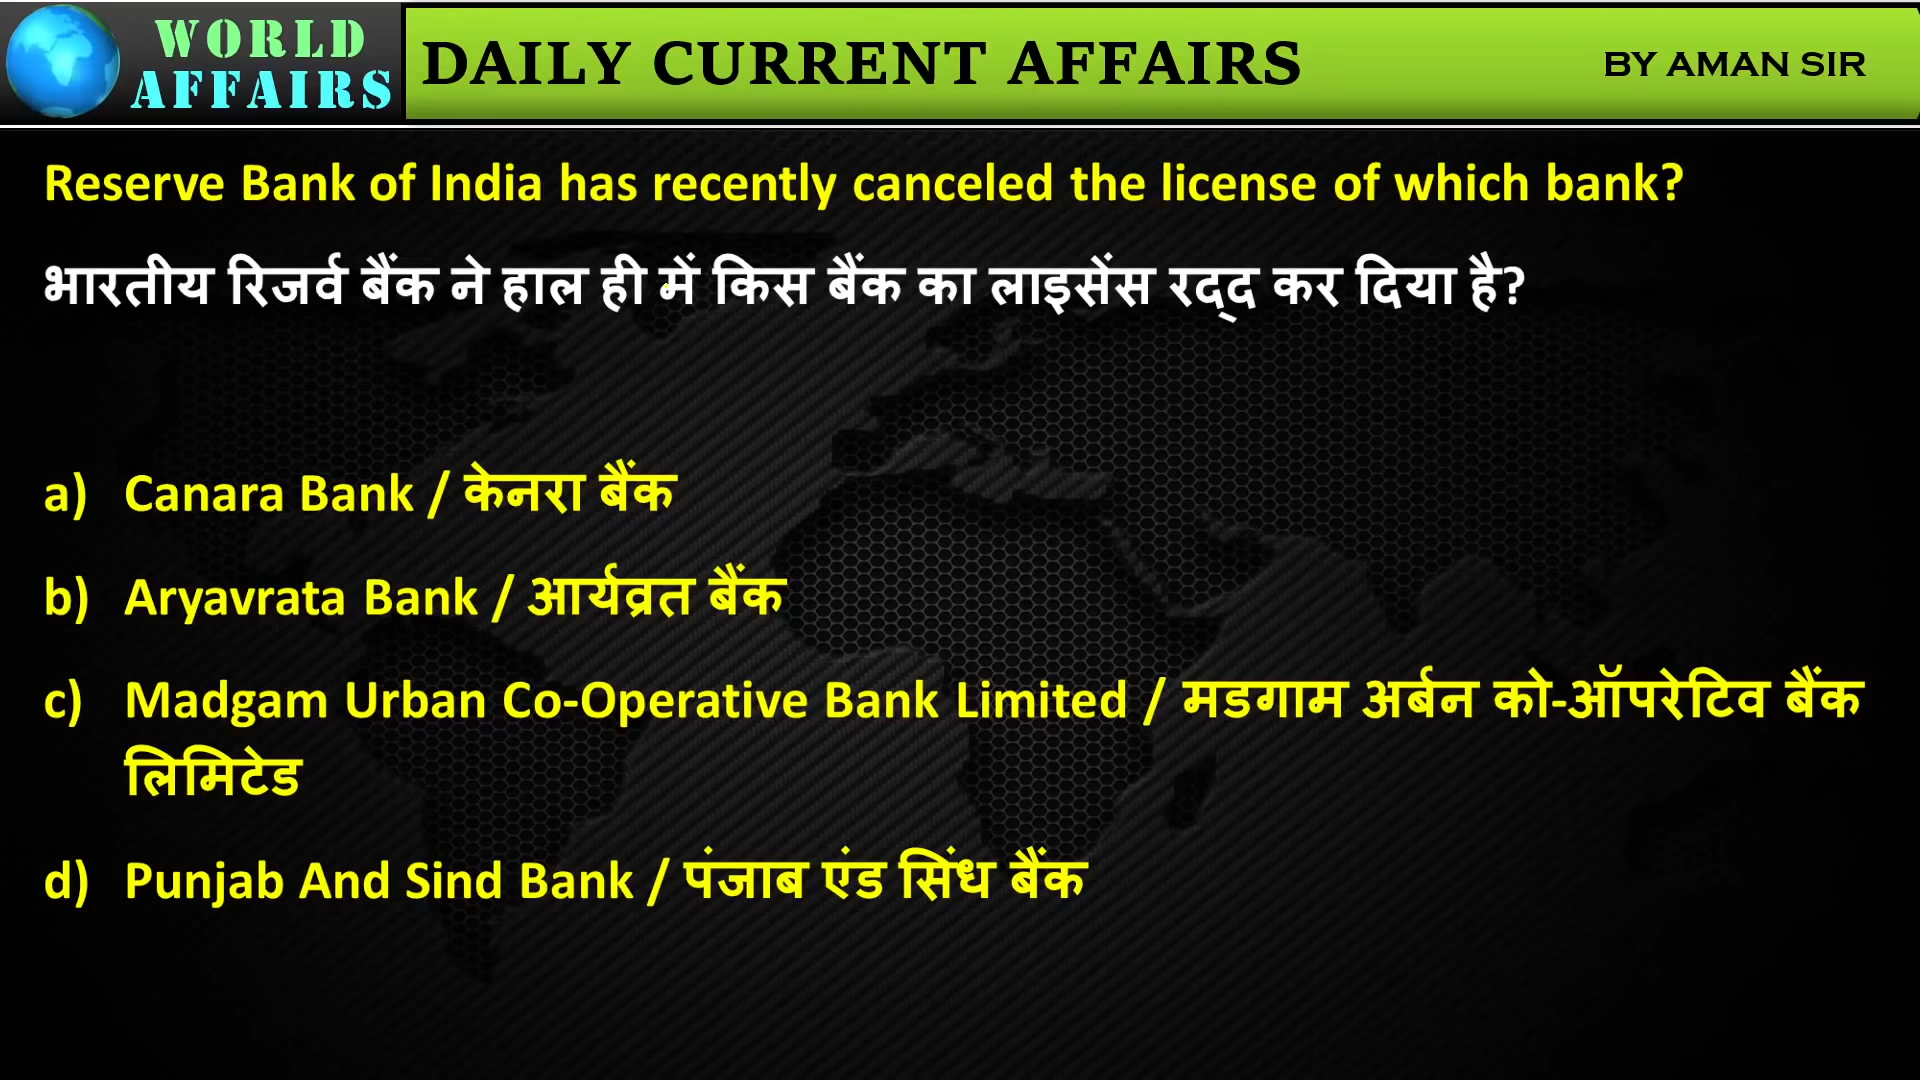 WORLD
AFFAIRS
DAILY CURRENT AFFAIRS
BY AMAN SIR
Reserve Bank of India has recently canceled the license of which bank?
भारतीय रिजर्व बैंक ने हाल ही में किस बैंक का लाइसेंस रद्द कर दिया है?
a) Canara Bank / केनरा बैंक
b) Aryavrata Bank / आर्यव्रत बैंक
c) Madgam Urban Co-Operative Bank Limited / मडगाम अर्बन को-ऑपरेटिव बैंक
लिमिटेड
d) Punjab And Sind Bank / पंजाब एंड सिंध बैंक